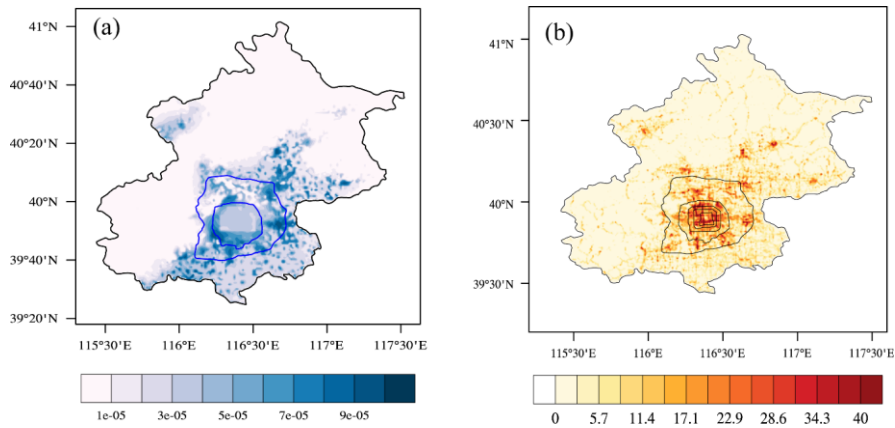 (a)
41°N
40°40'N
40°20'N
40°N
39°40'N
39°20'N
115°30'E 116°E 116°30'E 117°E 117°30'E
1e-05 3e-05 5e-05 7e-05 9e-05
(b)
41°N
40°30'N
40°N
39°30'N
115°30'E 116°E 116°30'E 117°E 117°30'E
0 5.7 11.4 17.1 22.9 28.6 34.3 40